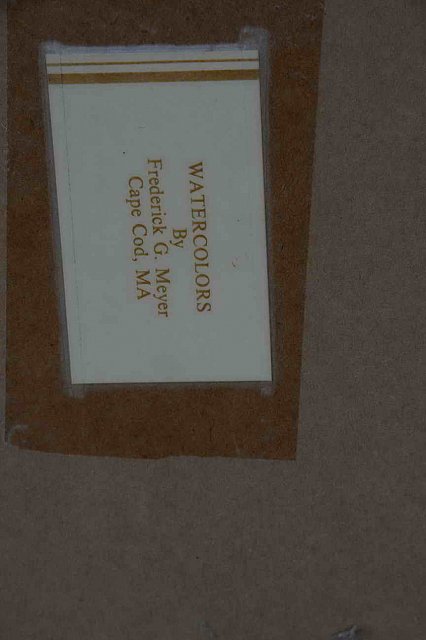 WATERCOLORS
By
Frederick G. Meyer
Cape Cod, MA